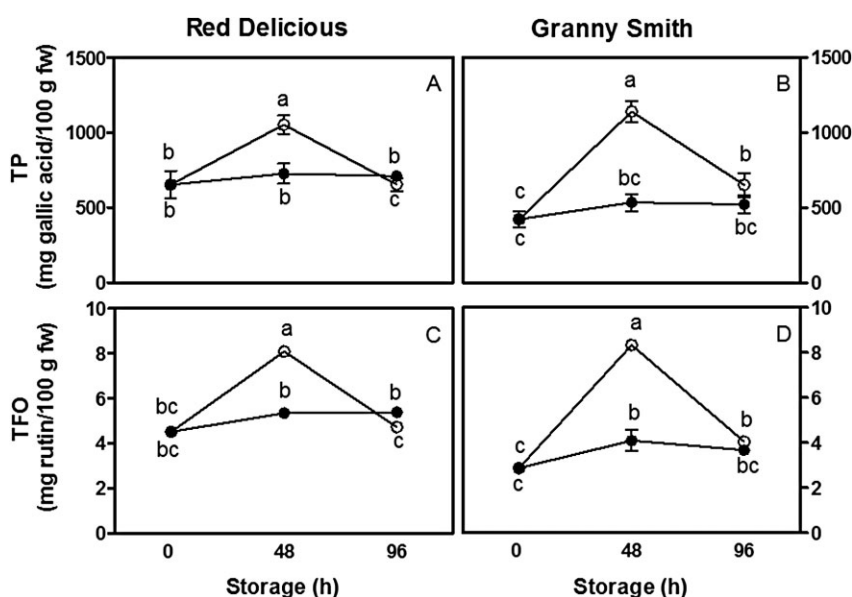 Red Delicious
Granny Smith
TP
(mg gallic acid/100 g fw)
1500
1000
500
0
A
b
a
b
b
b
c
B
c
a
b
c
bc
bc
1500
1000
500
0
TFO
(mg rutin/100 g fw)
10
8
6
4
2
0
C
bc
a
b
bc
b
c
D
c
a
b
c
b
bc
10
8
6
4
2
0
0
48
96
0
48
96
Storage (h)
Storage (h)